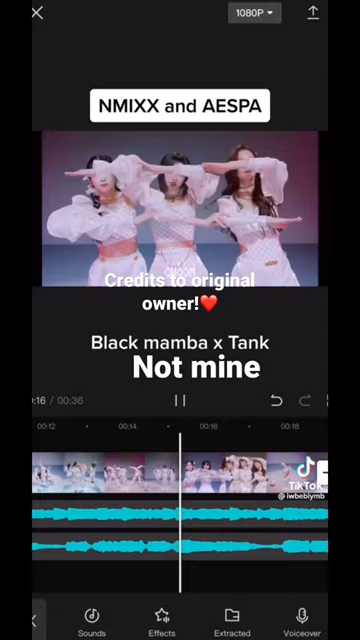 1080P
NMIXX and AESPA
Credits to original
owner!❤️
Black mamba x Tank
Not mine
0:16 / 00:36
00:12
00:14
00:16
00:18
TikTok
@iwbebiymb
Sounds
Effects
Extracted
Voiceover